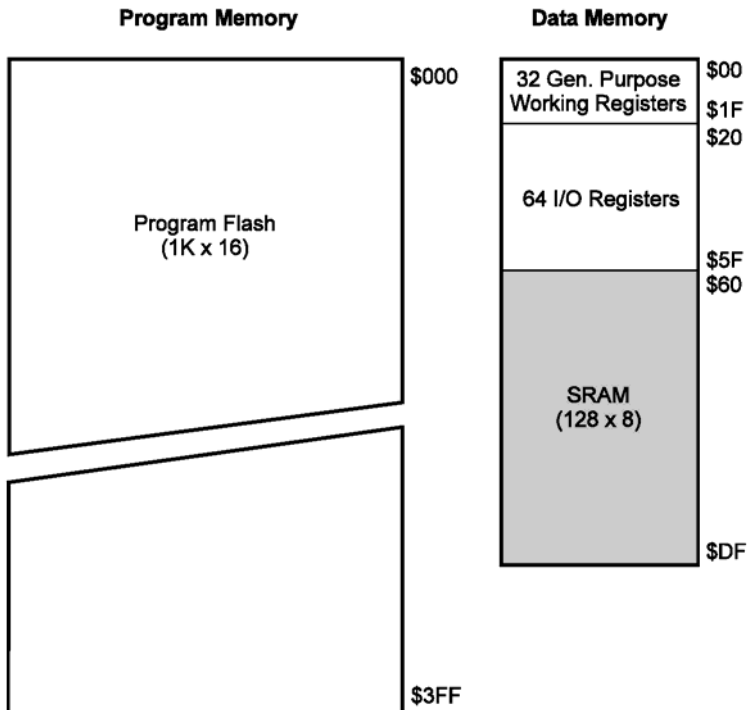 Program Memory
$000
Program Flash
(1K x 16)
$3FF
Data Memory
32 Gen. Purpose
Working Registers
$00
$1F
$20
64 I/O Registers
$5F
$60
SRAM
(128 x 8)
$DF